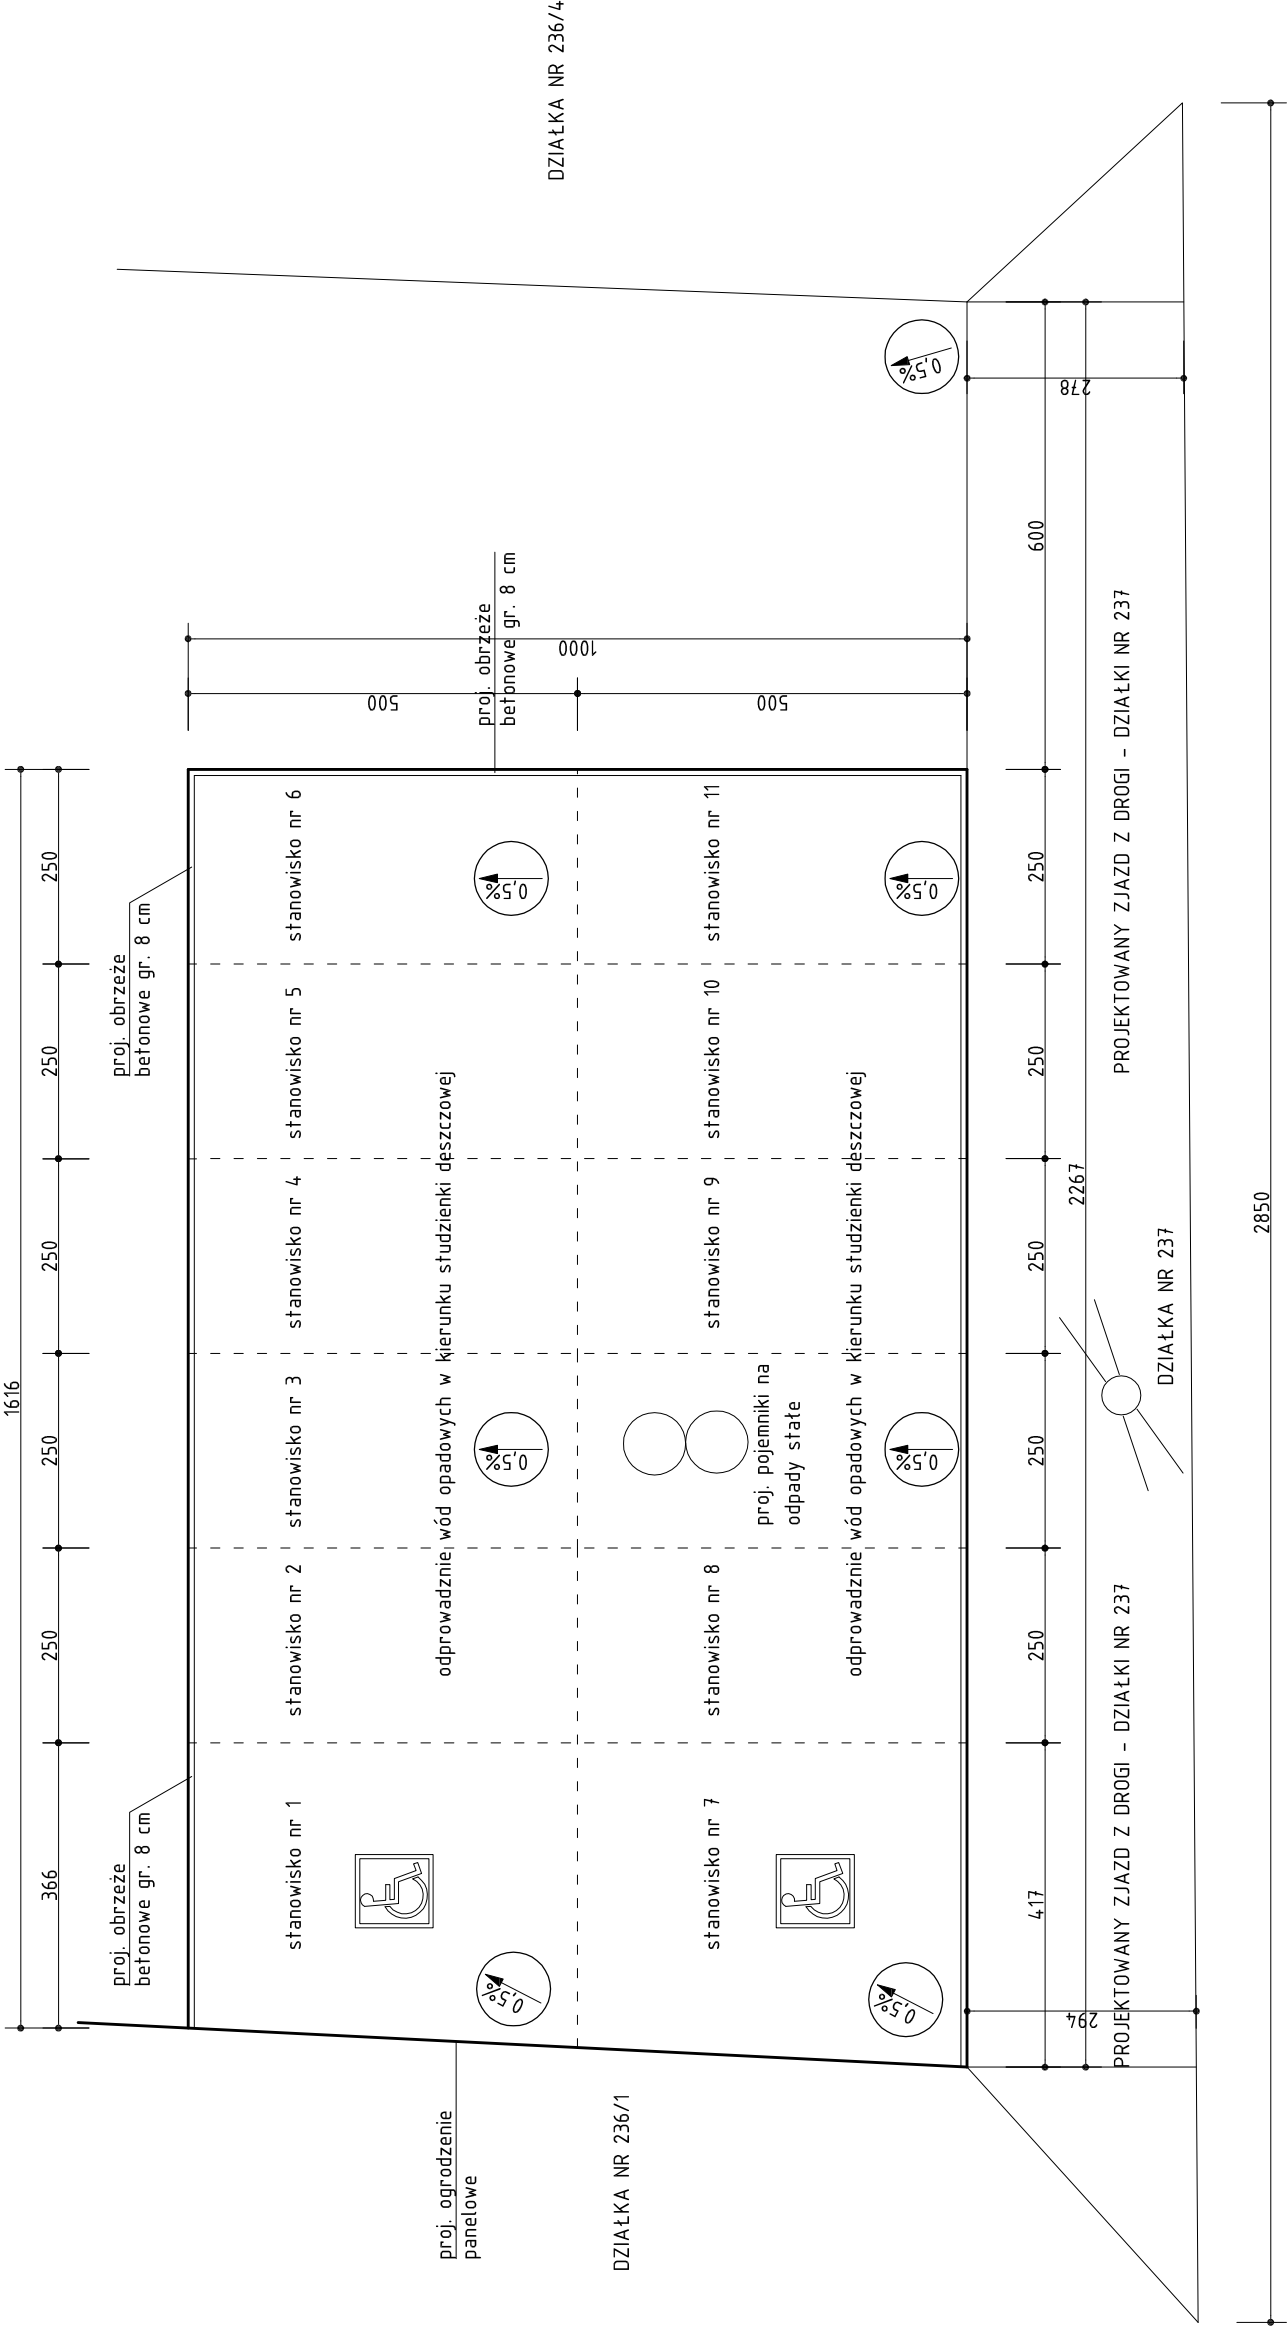 DZIAŁKA NR 236/4
1616
250
250
250
250
250
366
proj. obrzeże
betonowe gr. 8 cm
proj. obrzeże
betonowe gr. 8 cm
proj. obrzeże
betonowe gr. 8 cm
1000
500
500
stanowisko nr 1
stanowisko nr 2
stanowisko nr 3
stanowisko nr 4
stanowisko nr 5
stanowisko nr 6
odprowadznie wód opadowych w kierunku studzienki deszczowej
0,5%
0,5%
0,5%
stanowisko nr 7
stanowisko nr 8
proj. pojemniki na
odpady stałe
stanowisko nr 9
stanowisko nr 10
stanowisko nr 11
odprowadznie wód opadowych w kierunku studzienki deszczowej
0,5%
0,5%
0,5%
0,5%
417
250
250
250
250
250
600
2267
294
278
PROJEKTOWANY ZJAZD Z DROGI - DZIAŁKI NR 237
PROJEKTOWANY ZJAZD Z DROGI - DZIAŁKI NR 237
DZIAŁKA NR 237
2850
proj. ogrodzenie
panelowe
DZIAŁKA NR 236/1